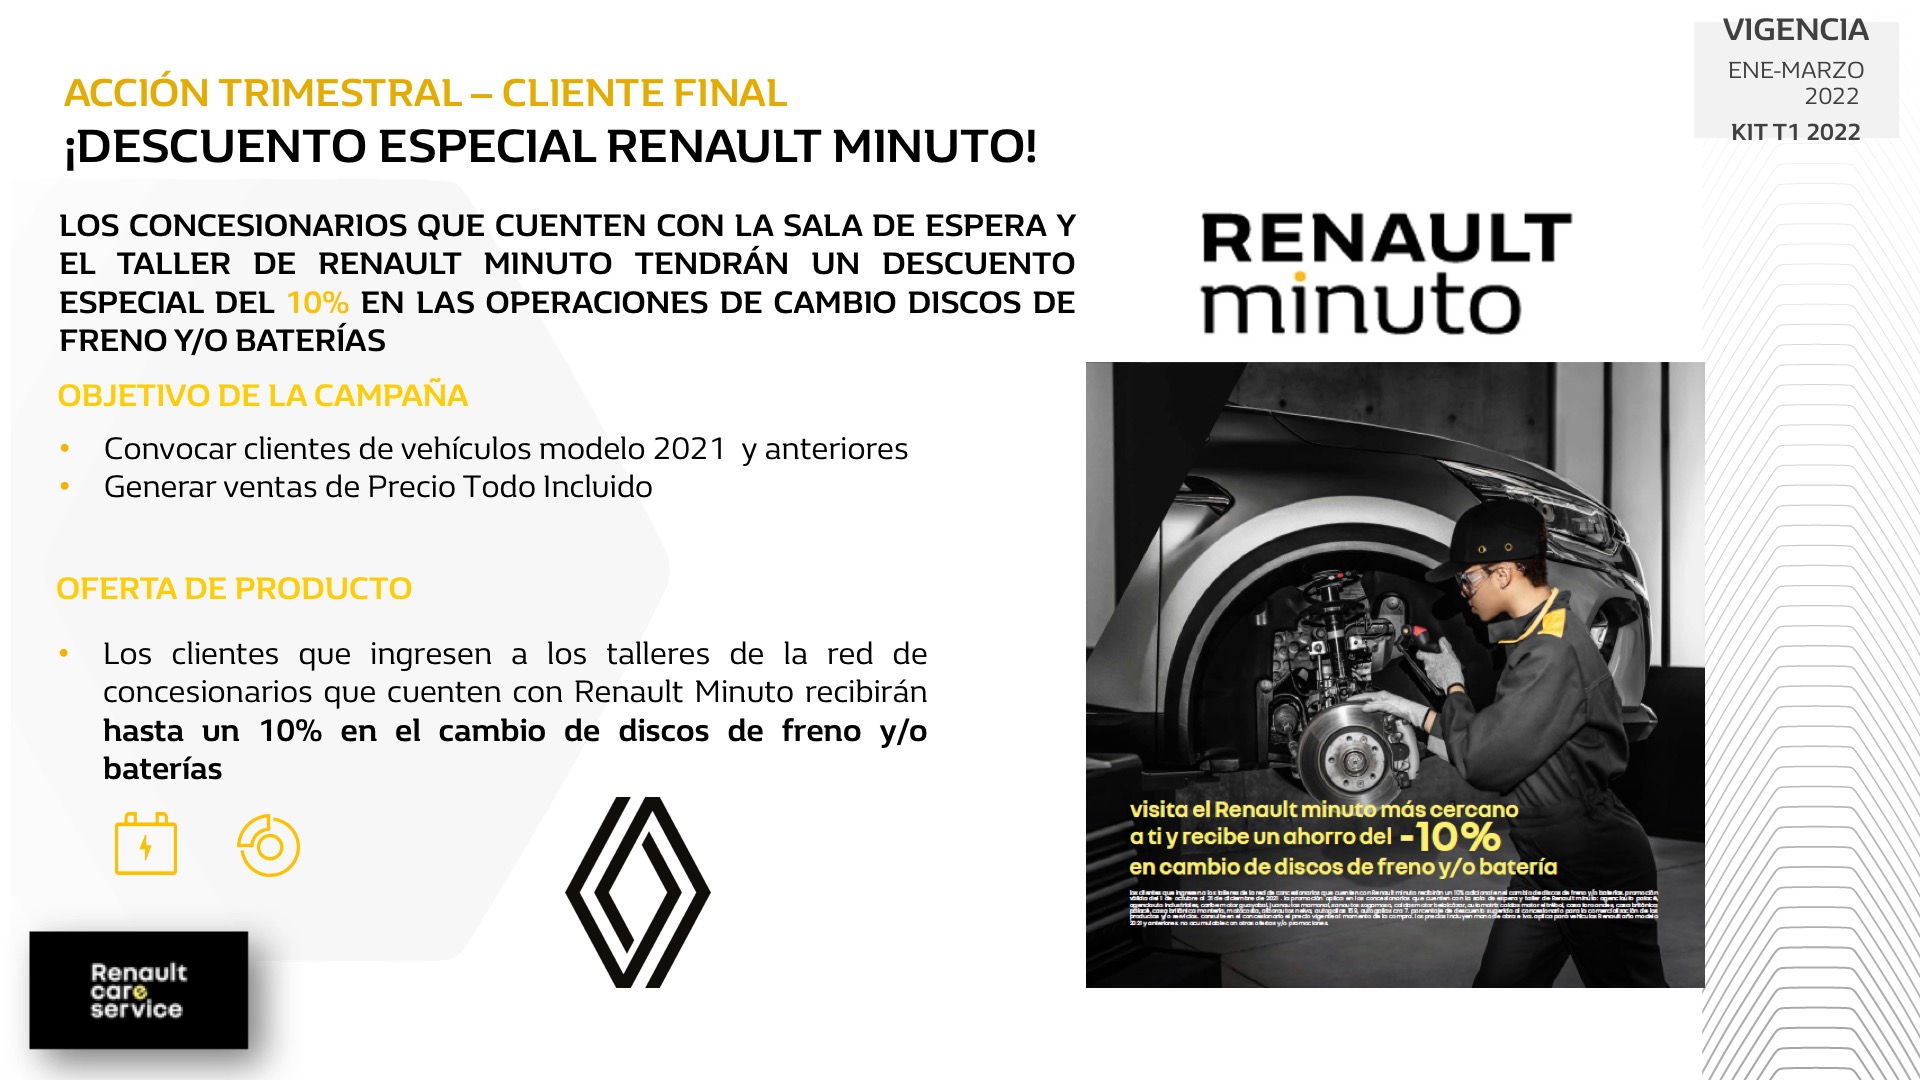 VIGENCIA
ENE-MARZO
2022
KIT T1 2022
ACCIÓN TRIMESTRAL – CLIENTE FINAL
¡DESCUENTO ESPECIAL RENAULT MINUTO!
LOS CONCESIONARIOS QUE CUENTEN CON LA SALA DE ESPERA Y
EL TALLER DE RENAULT MINUTO TENDRÁN UN DESCUENTO
ESPECIAL DEL 10% EN LAS OPERACIONES DE CAMBIO DISCOS DE
FRENO Y/O BATERÍAS
OBJETIVO DE LA CAMPAÑA
• Convocar clientes de vehículos modelo 2021 y anteriores
• Generar ventas de Precio Todo Incluido
OFERTA DE PRODUCTO
• Los clientes que ingresen a los talleres de la red de
concesionarios que cuenten con Renault Minuto recibirán
hasta un 10% en el cambio de discos de freno y/o
baterías
Renault
care
service
RENAULT
minuto
visita el Renault minuto más cercano
a ti y recibe un ahorro del -10%
en cambio de discos de freno y/o batería